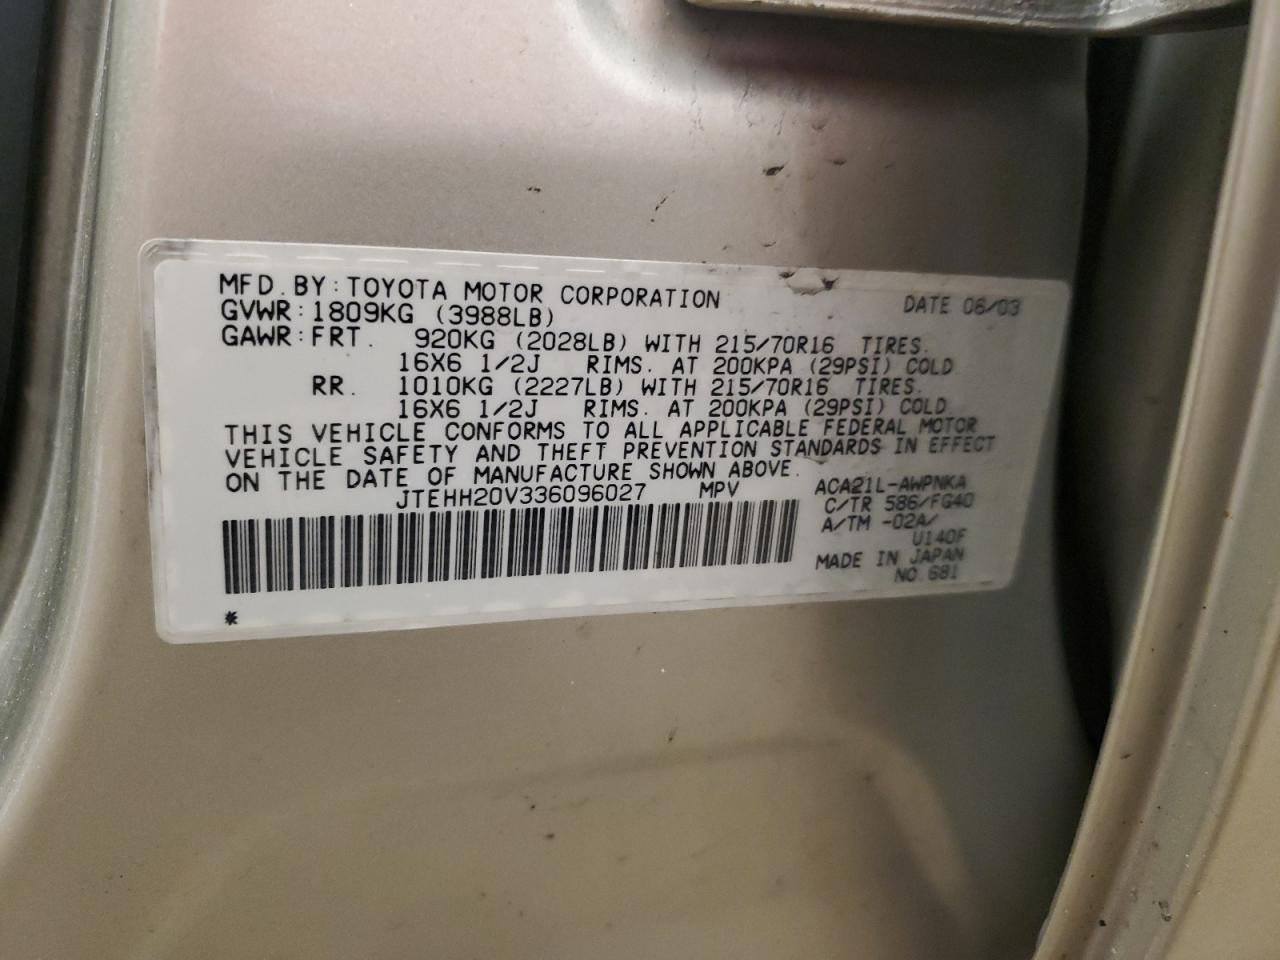 MFD. BY: TOYOTA MOTOR CORPORATION DATE 06/03
GVWR: 1809KG (3988LB)
GAWR: FRT. 920KG (2028LB) WITH 215/70R16 TIRES.
16X6 1/2J RIMS. AT 200KPA (29PSI) COLD
RR. 1010KG (2227LB) WITH 215/70R16 TIRES.
16X6 1/2J RIMS. AT 200KPA (29PSI) COLD
THIS VEHICLE CONFORMS TO ALL APPLICABLE FEDERAL MOTOR
VEHICLE SAFETY AND THEFT PREVENTION STANDARDS IN EFFECT
ON THE DATE OF MANUFACTURE SHOWN ABOVE.
JTEHH20V336096027 MPV
ACA21L-AWPNKA
C/TR 586/FG40
A/TM -02A/
U140F
MADE IN JAPAN
NO 681
*